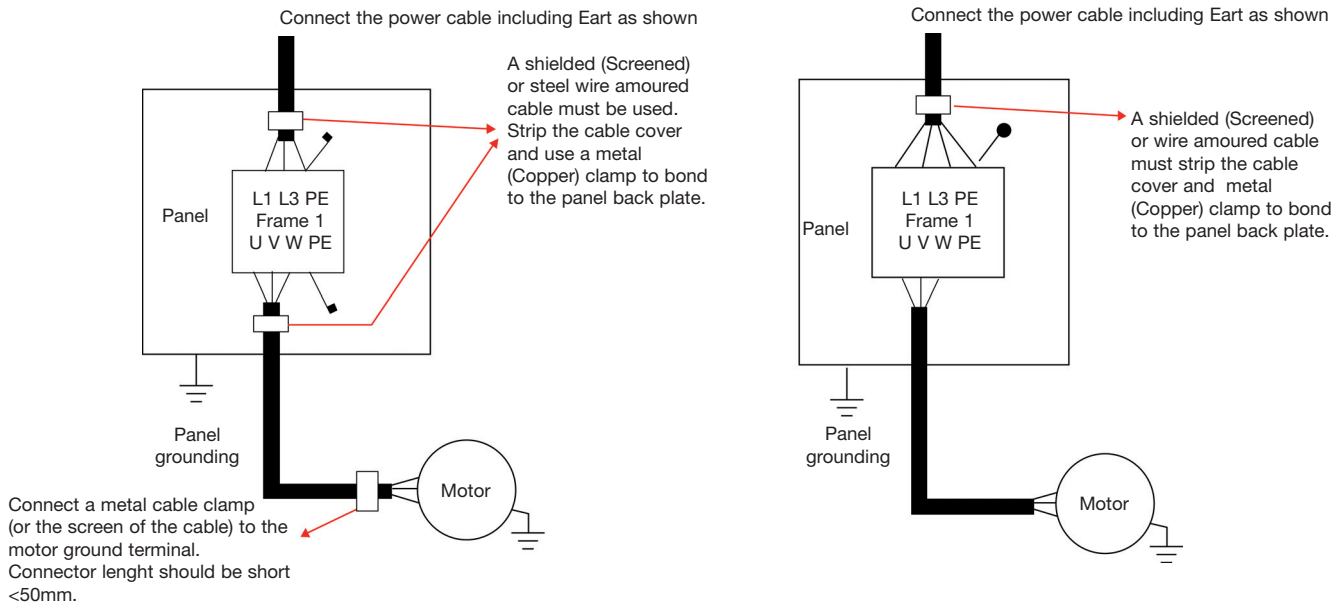 Connect the power cable including Eart as shown
A shielded (Screened)
or steel wire amoured
cable must be used.
Strip the cable cover
and use a metal
(Copper) clamp to bond
to the panel back plate.
Panel
L1 L3 PE
Frame 1
U V W PE
Panel
grounding
Motor
Connect a metal cable clamp
(or the screen of the cable) to the
motor ground terminal.
Connector lenght should be short
<50mm.
Connect the power cable including Eart as shown
A shielded (Screened)
or wire amoured cable
must strip the cable
cover and metal
(Copper) clamp to bond
to the panel back plate.
Panel
L1 L3 PE
Frame 1
U V W PE
Panel
grounding
Motor